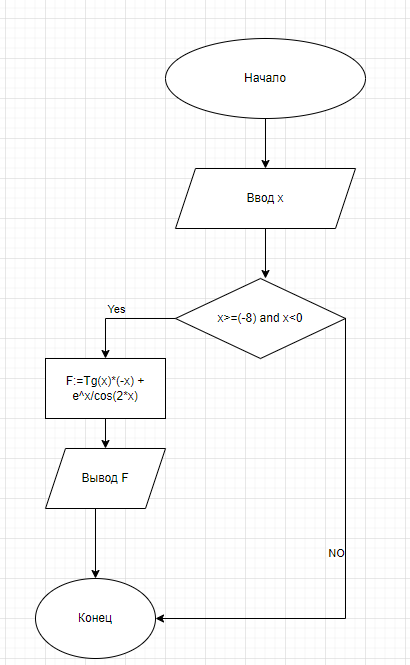 Начало
Ввод x
x>=(-8) and x<0
Yes
F:=Tg(x)*(-x) +
e^x/cos(2*x)
Вывод F
NO
Конец